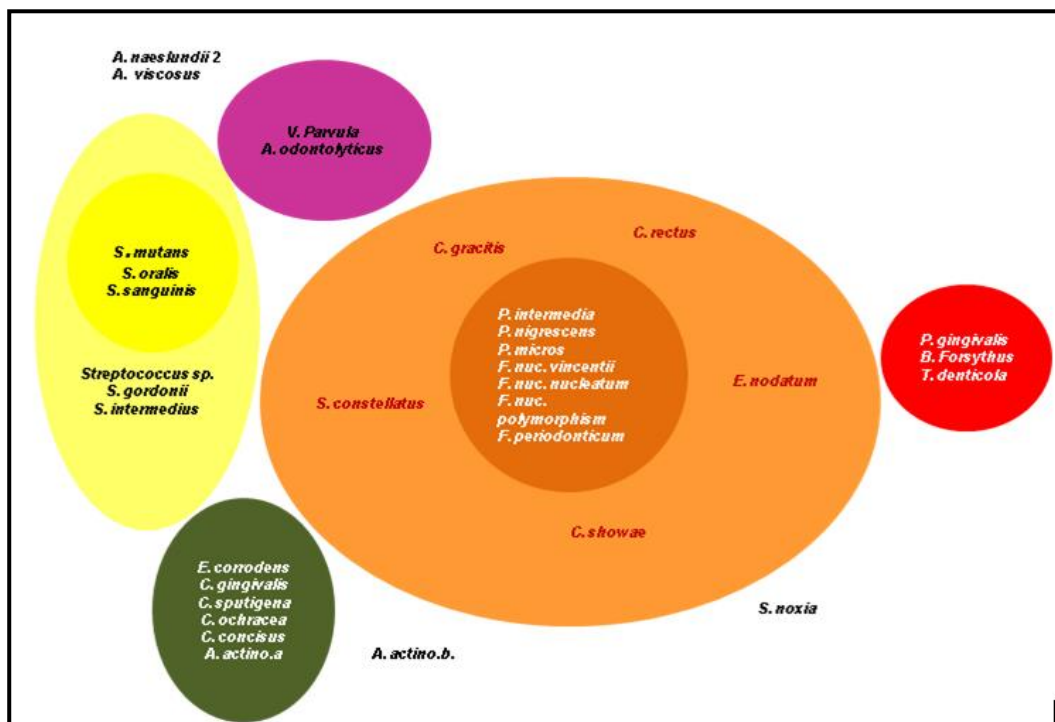 A. naeslundii 2
A. viscosus
V. Parvula
A. odontolyticus
S. mutans
S. oralis
S. sanguinis
Streptococcus sp.
S. gordonii
S. intermedius
C. gracitis
C. rectus
P. intermedia
P. nigrescens
P. micros
F. nuc. vincentii
F. nuc. nucleatum
F. nuc.
polymorphism
F. periodonticum
S. constellatus
E. nodatum
C. showae
P. gingivalis
B. Forsythus
T. denticola
E. corrodens
C. gingivalis
C. sputigena
C. ochracea
C. concisus
A. actino.a
A. actino.b.
S. noxia